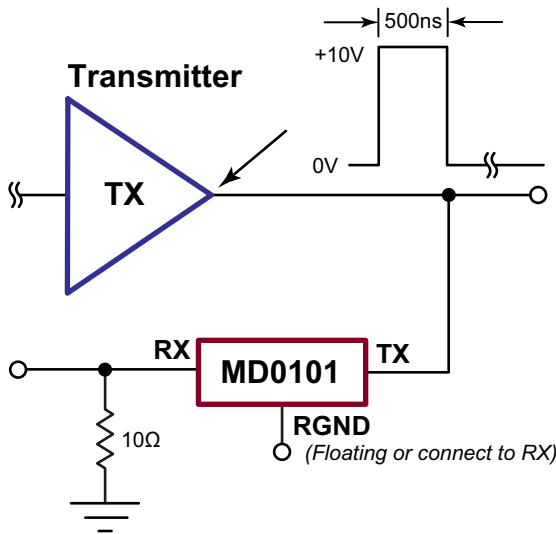 500ns
+10V
Transmitter
0V
TX
RX
MD0101
TX
RGND
10Ω
(Floating or connect to RX)